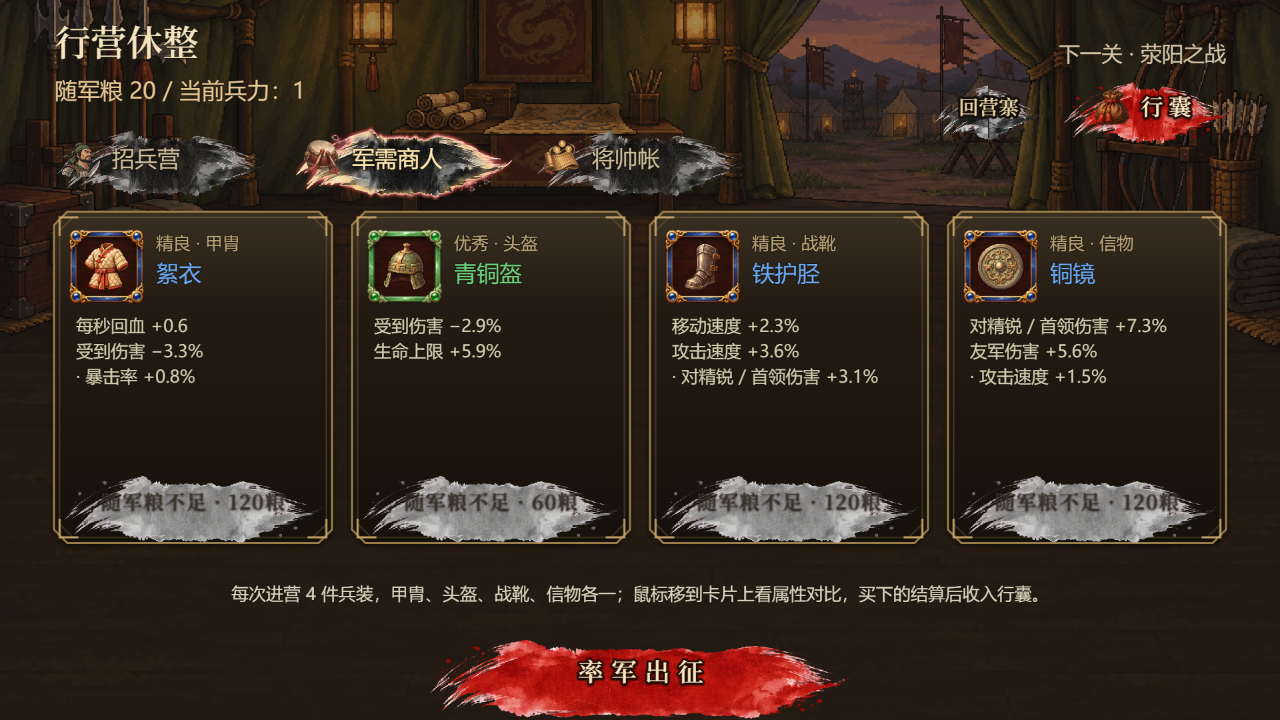 行营休整
随军粮 20 / 当前兵力：1
下一关 · 荥阳之战
回营寨
行囊
招兵营
军需商人
将帅帐
精良 · 甲胄
絮衣
每秒回血 +0.6
受到伤害 −3.3%
· 暴击率 +0.8%
随军粮不足 · 120粮
优秀 · 头盔
青铜盔
受到伤害 −2.9%
生命上限 +5.9%
随军粮不足 · 60粮
精良 · 战靴
铁护胫
移动速度 +2.3%
攻击速度 +3.6%
· 对精锐 / 首领伤害 +3.1%
随军粮不足 · 120粮
精良 · 信物
铜镜
对精锐 / 首领伤害 +7.3%
友军伤害 +5.6%
· 攻击速度 +1.5%
随军粮不足 · 120粮
每次进营 4 件兵装，甲胄、头盔、战靴、信物各一；鼠标移到卡片上看属性对比，买下的结算后收入行囊。
率军出征